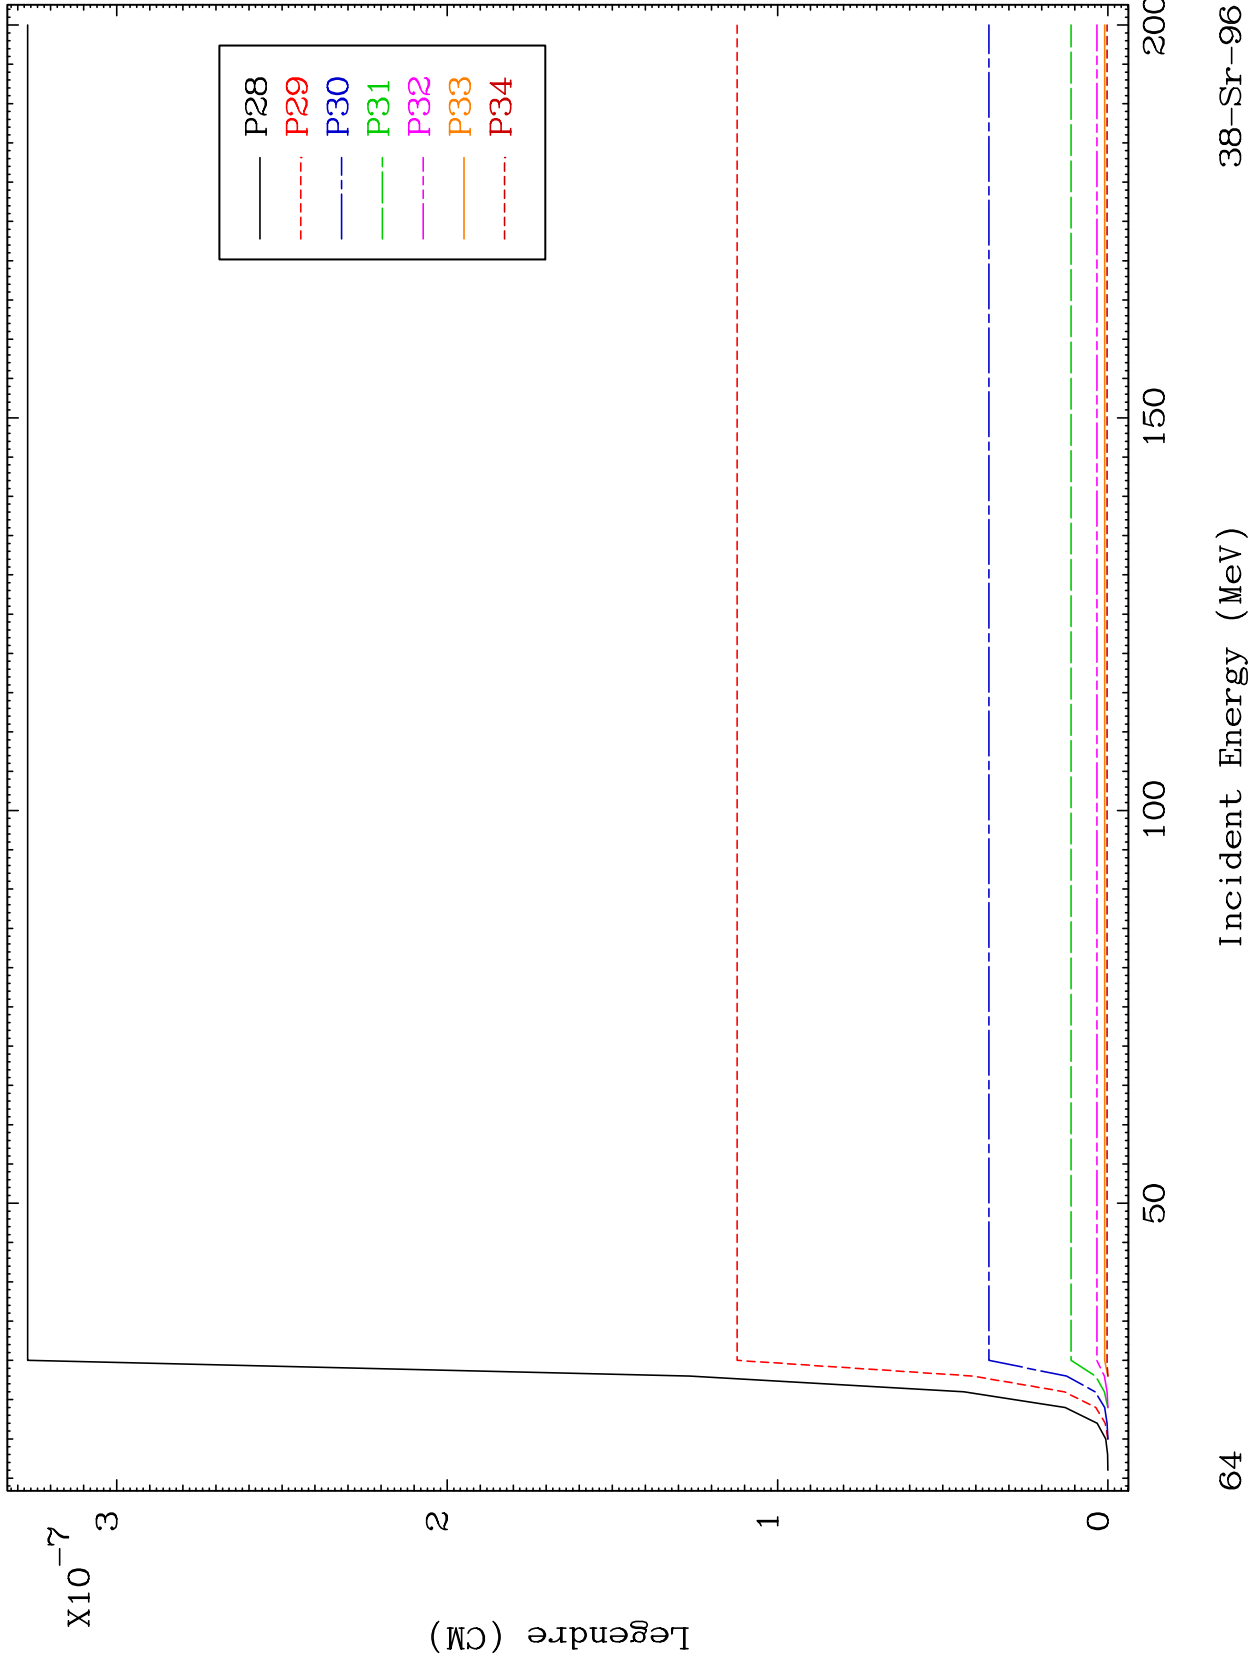 X10-7
3
2
1
0
Legendre (CM)
P28
P29
P30
P31
P32
P33
P34
50
100
150
200
Incident Energy (MeV)
64
38-Sr-96